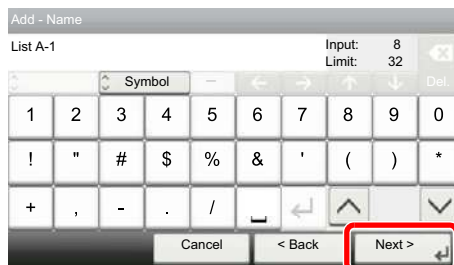 Add - Name
List A-1 Input: 8
Limit: 32
Symbol Del.
1 2 3 4 5 6 7 8 9 0
! " # $ % & ' ( ) *
+ , - . / _
Cancel < Back Next >